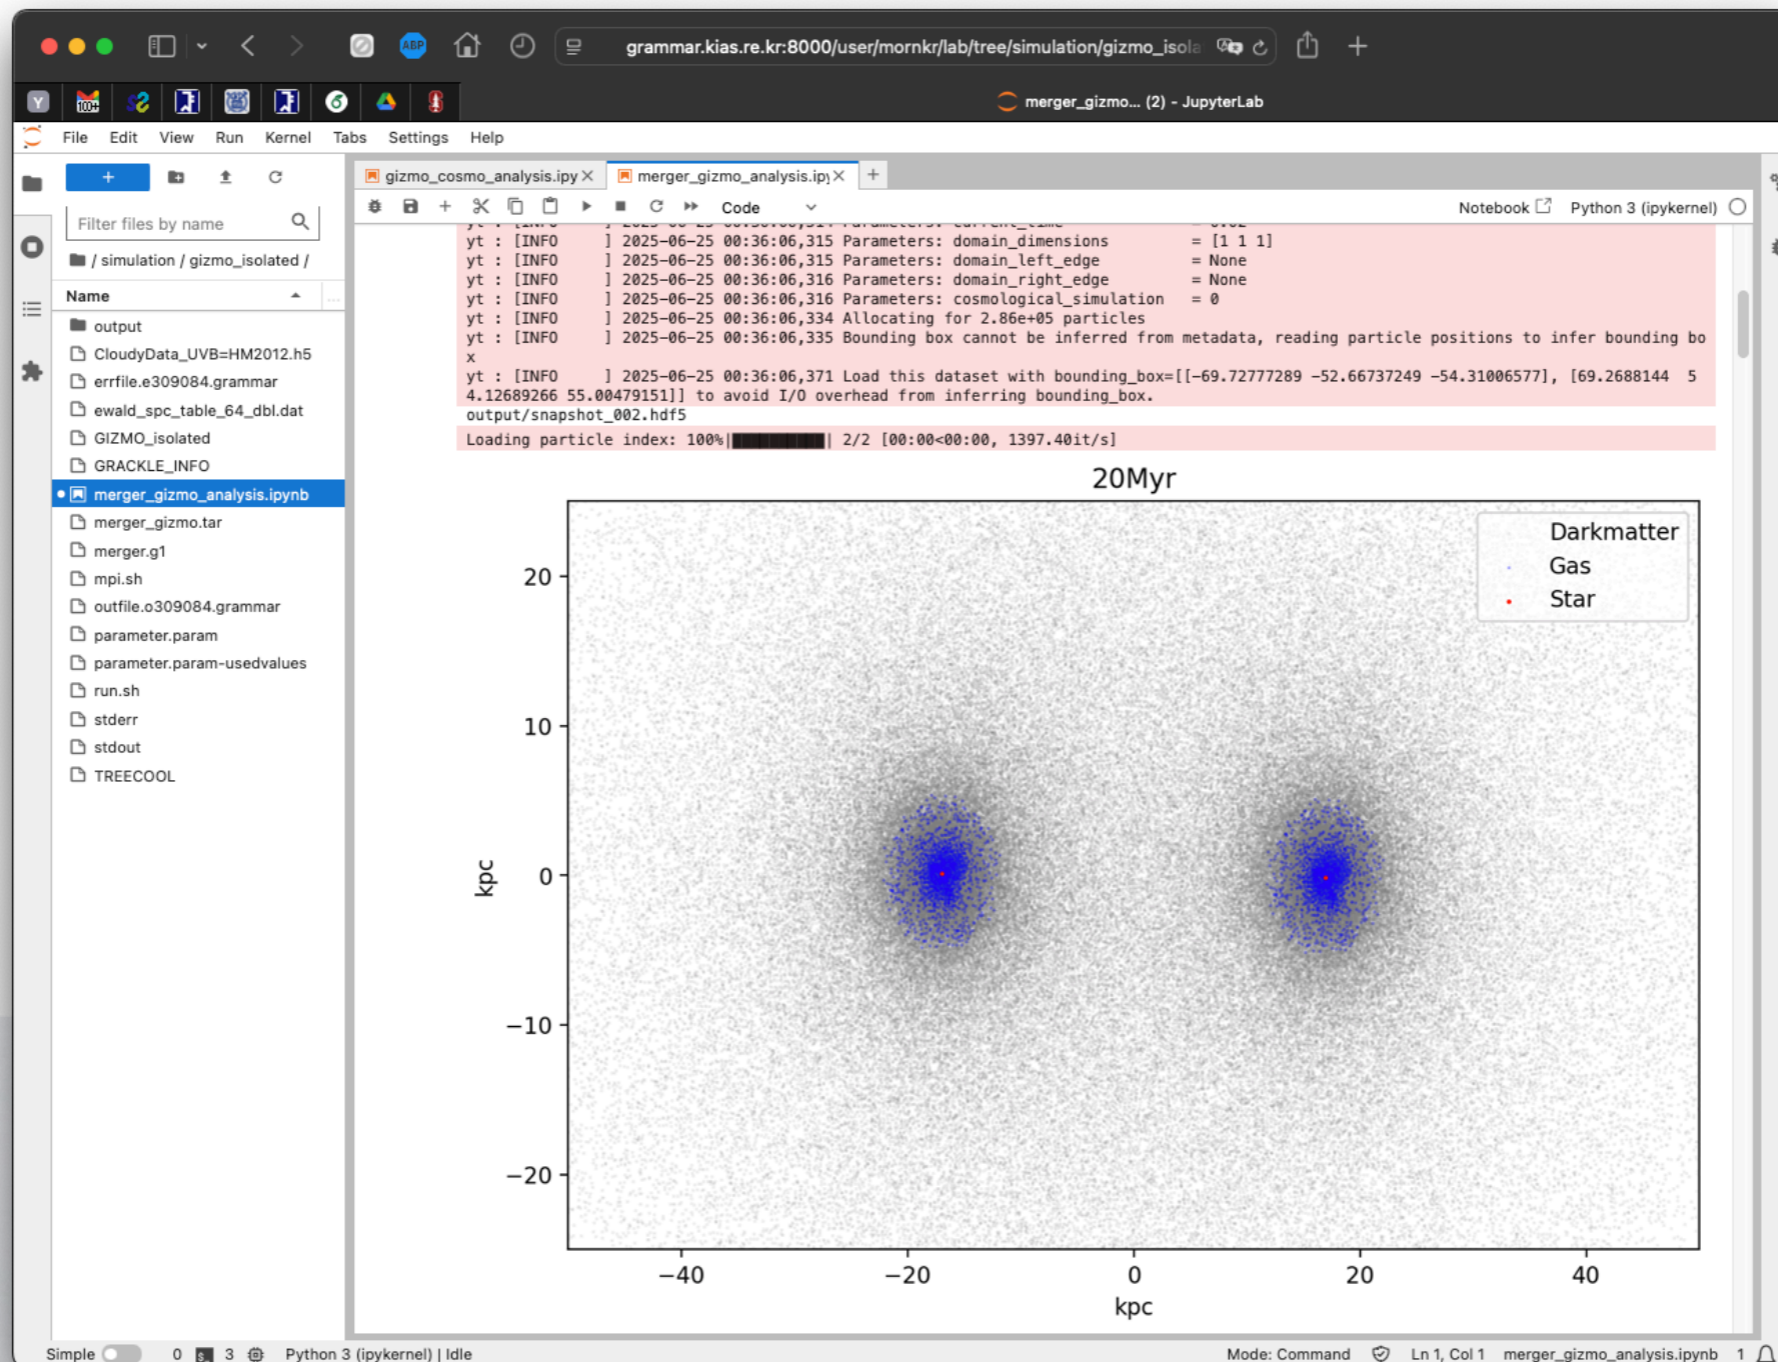 grammar.kias.re.kr:8000/user/mornkr/lab/tree/simulation/gizmo_isola
ABP
Y
100+
merger_gizmo... (2) - JupyterLab
File Edit View Run Kernel Tabs Settings Help
gizmo_cosmo_analysis.ipy
merger_gizmo_analysis.ipy
Filter files by name
Code
Notebook
Python 3 (ipykernel)
/ simulation / gizmo_isolated /
Name
output
CloudyData_UVB=HM2012.h5
errfile.e309084.grammar
ewald_spc_table_64_dbl.dat
GIZMO_isolated
GRACKLE_INFO
merger_gizmo_analysis.ipynb
merger_gizmo.tar
merger.g1
mpi.sh
outfile.o309084.grammar
parameter.param
parameter.param-usedvalues
run.sh
stderr
stdout
TREECOOL
yt : [INFO     ] 2025-06-25 00:36:06,315 Parameters: domain_dimensions         = [1 1 1]
yt : [INFO     ] 2025-06-25 00:36:06,315 Parameters: domain_left_edge          = None
yt : [INFO     ] 2025-06-25 00:36:06,316 Parameters: domain_right_edge         = None
yt : [INFO     ] 2025-06-25 00:36:06,316 Parameters: cosmological_simulation   = 0
yt : [INFO     ] 2025-06-25 00:36:06,334 Allocating for 2.86e+05 particles
yt : [INFO     ] 2025-06-25 00:36:06,335 Bounding box cannot be inferred from metadata, reading particle positions to infer bounding bo
x
yt : [INFO     ] 2025-06-25 00:36:06,371 Load this dataset with bounding_box=[[-69.72777289 -52.66737249 -54.31006577], [69.2688144  5
4.12689266 55.00479151]] to avoid I/O overhead from inferring bounding_box.
output/snapshot_002.hdf5
Loading particle index: 100%|██████████| 2/2 [00:00<00:00, 1397.40it/s]
20Myr
Darkmatter
Gas
Star
20
10
0
−10
−20
kpc
−40 −20 0 20 40
kpc
Simple 0 3 Python 3 (ipykernel) | Idle
Mode: Command Ln 1, Col 1 merger_gizmo_analysis.ipynb 1